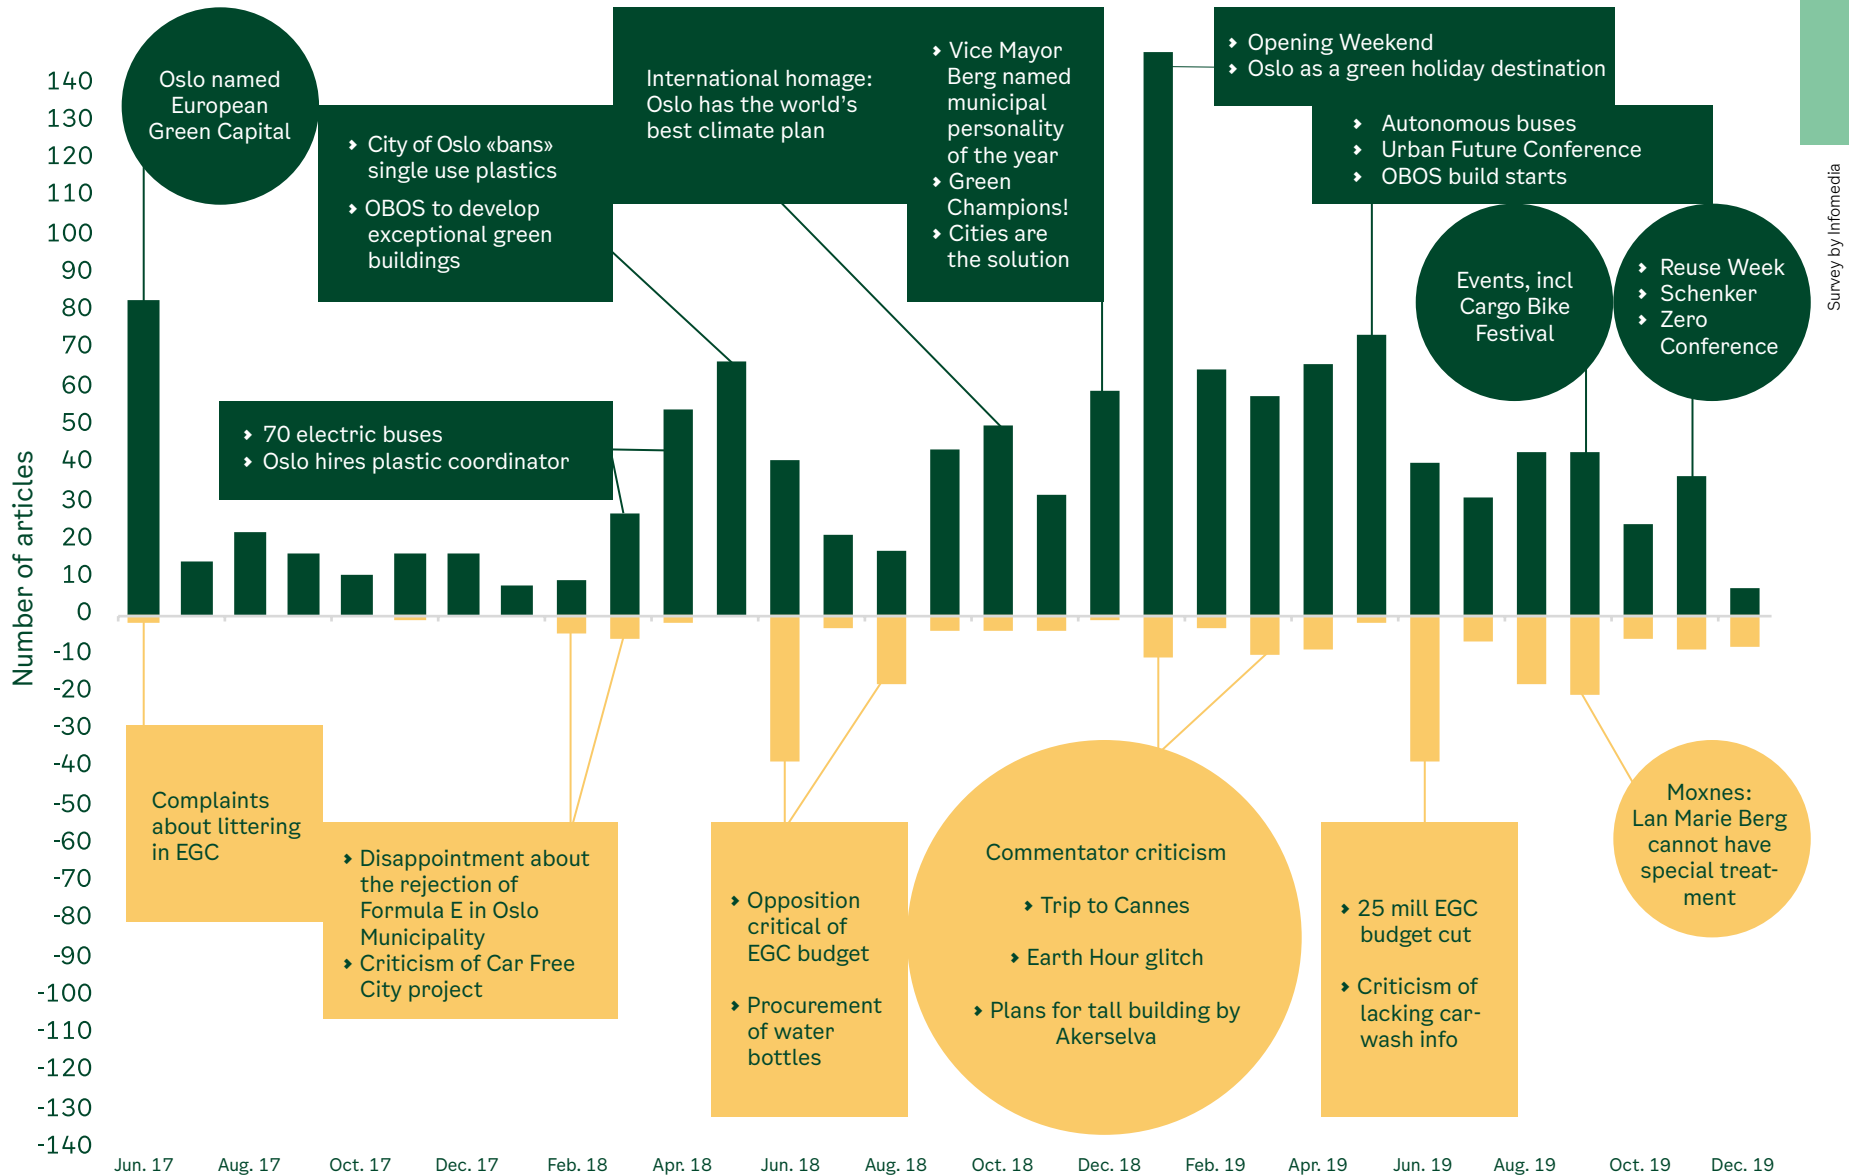 Oslo named
European
Green Capital
› City of Oslo «bans»
single use plastics
› OBOS to develop
exceptional green
buildings
International homage:
Oslo has the world's
best climate plan
› Vice Mayor
Berg named
municipal
personality
of the year
› Green
Champions!
› Cities are
the solution
› Opening Weekend
› Oslo as a green holiday destination
› Autonomous buses
› Urban Future Conference
› OBOS build starts
Events, incl
Cargo Bike
Festival
› Reuse Week
› Schenker
› Zero
Conference
Survey by Infomedia
› 70 electric buses
› Oslo hires plastic coordinator
Number of articles
140
130
120
110
100
90
80
70
60
50
40
30
20
10
0
-10
-20
-30
-40
-50
-60
-70
-80
-90
-100
-110
-120
-130
-140
Complaints
about littering
in EGC
› Disappointment about
the rejection of
Formula E in Oslo
Municipality
› Criticism of Car Free
City project
› Opposition
critical of
EGC budget
› Procurement
of water
bottles
Commentator criticism
› Trip to Cannes
› Earth Hour glitch
› Plans for tall building by
Akerselva
› 25 mill EGC
budget cut
› Criticism of
lacking car-
wash info
Moxnes:
Lan Marie Berg
cannot have
special treat-
ment
Jun. 17 Aug. 17 Oct. 17 Dec. 17 Feb. 18 Apr. 18 Jun. 18 Aug. 18 Oct. 18 Dec. 18 Feb. 19 Apr. 19 Jun. 19 Aug. 19 Oct. 19 Dec. 19